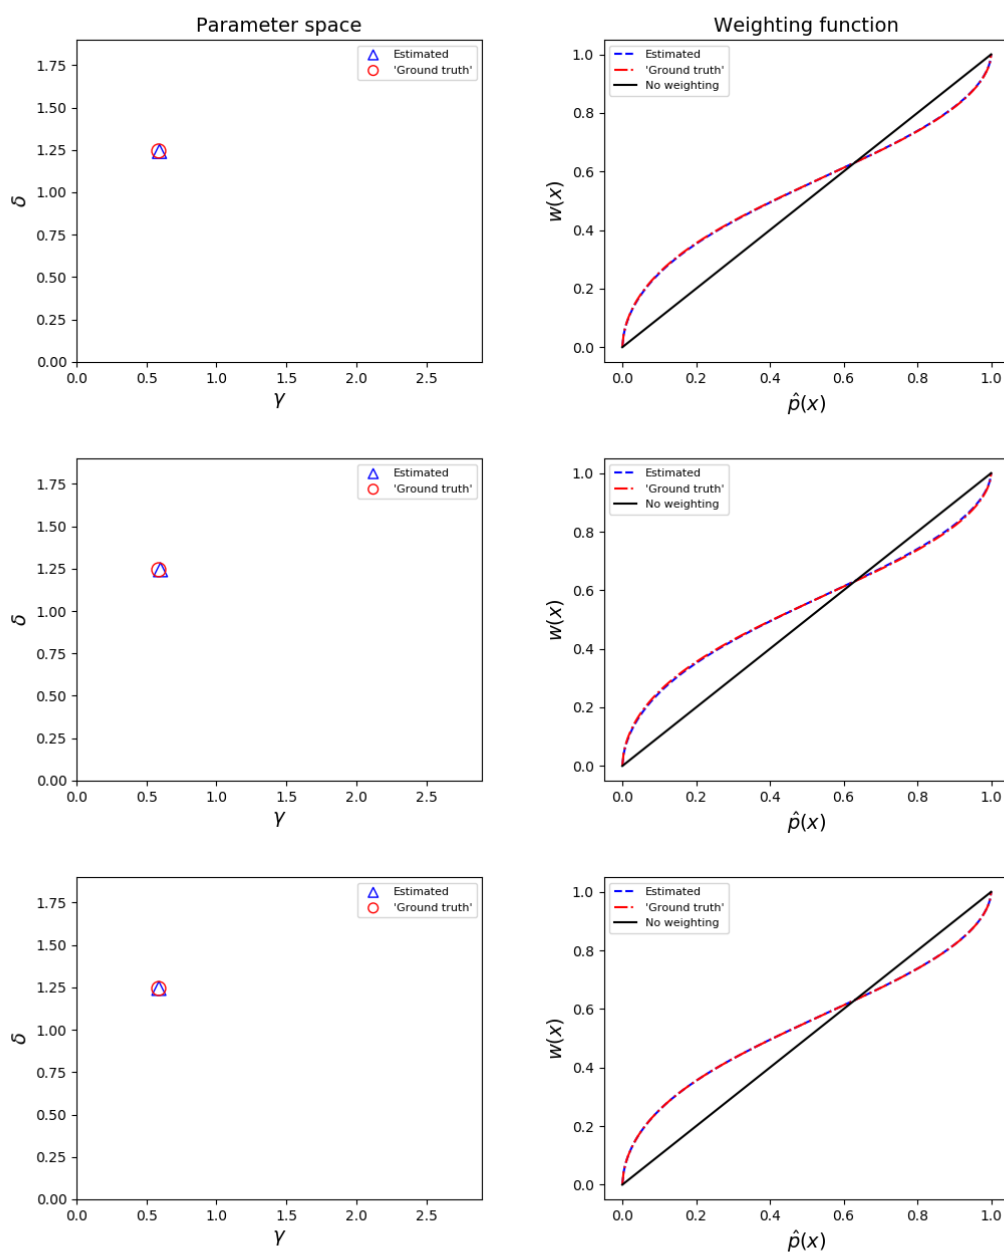 Parameter space
1.75
1.50
1.25
1.00
0.75
0.50
0.25
0.00
δ
0.0 0.5 1.0 1.5 2.0 2.5
γ
Estimated
'Ground truth'
Weighting function
1.0
0.8
0.6
0.4
0.2
0.0
w(x)
0.0 0.2 0.4 0.6 0.8 1.0
p̂(x)
Estimated
'Ground truth'
No weighting
1.75
1.50
1.25
1.00
0.75
0.50
0.25
0.00
δ
0.0 0.5 1.0 1.5 2.0 2.5
γ
Estimated
'Ground truth'
1.0
0.8
0.6
0.4
0.2
0.0
w(x)
0.0 0.2 0.4 0.6 0.8 1.0
p̂(x)
Estimated
'Ground truth'
No weighting
1.75
1.50
1.25
1.00
0.75
0.50
0.25
0.00
δ
0.0 0.5 1.0 1.5 2.0 2.5
γ
Estimated
'Ground truth'
1.0
0.8
0.6
0.4
0.2
0.0
w(x)
0.0 0.2 0.4 0.6 0.8 1.0
p̂(x)
Estimated
'Ground truth'
No weighting